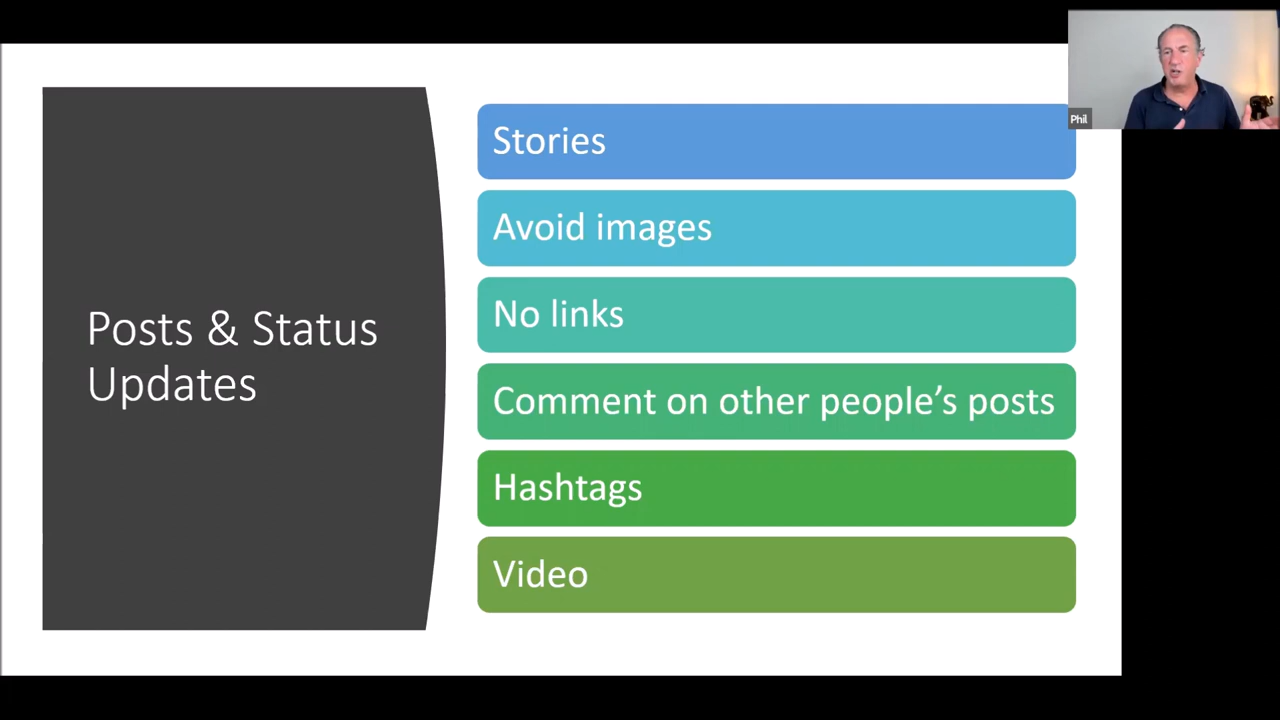 Posts & Status
Updates
Stories
Avoid images
No links
Comment on other people’s posts
Hashtags
Video
Phil